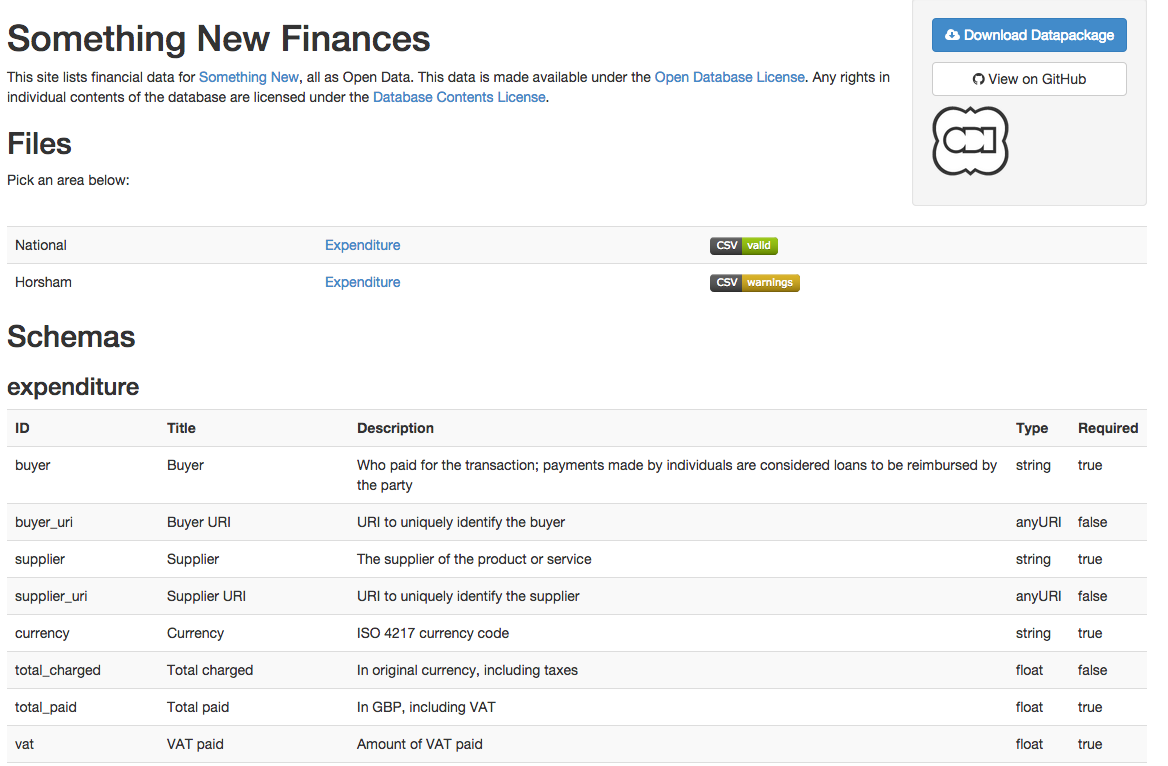 Something New Finances
This site lists financial data for Something New, all as Open Data. This data is made available under the Open Database License. Any rights in
individual contents of the database are licensed under the Database Contents License.
Download Datapackage
View on GitHub
Files
Pick an area below:
National Expenditure CSV valid
Horsham Expenditure CSV warnings
Schemas
expenditure
ID Title Description Type Required
buyer Buyer Who paid for the transaction; payments made by individuals are considered loans to be reimbursed by string true
the party
buyer_uri Buyer URI URI to uniquely identify the buyer anyURI false
supplier Supplier The supplier of the product or service string true
supplier_uri Supplier URI URI to uniquely identify the supplier anyURI false
currency Currency ISO 4217 currency code string true
total_charged Total charged In original currency, including taxes float false
total_paid Total paid In GBP, including VAT float true
vat VAT paid Amount of VAT paid float true